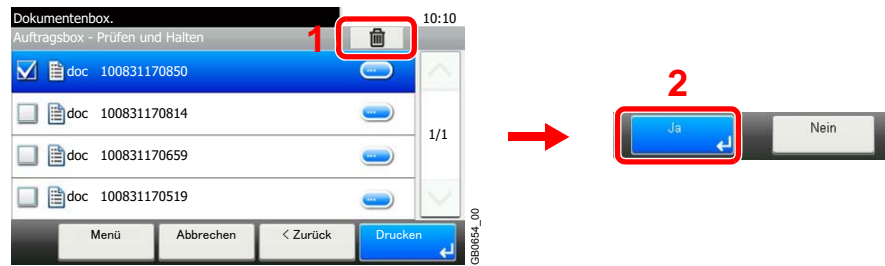 Dokumentenbox.
10:10
Auftragsbox - Prüfen und Halten
1
doc 100831170850
doc 100831170814
1/1
doc 100831170659
doc 100831170519
Menü
Abbrechen
< Zurück
Drucken
GB0654_00
2
Ja
Nein